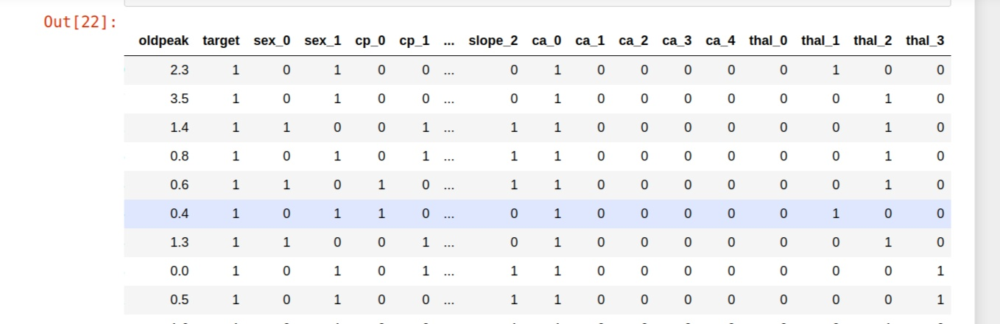 Out[22]:
oldpeak target sex_0 sex_1 cp_0 cp_1 ... slope_2 ca_0 ca_1 ca_2 ca_3 ca_4 thal_0 thal_1 thal_2 thal_3
2.3 1 0 1 0 0 ... 0 1 0 0 0 0 0 1 0 0
3.5 1 0 1 0 0 ... 0 1 0 0 0 0 0 0 1 0
1.4 1 1 0 0 1 ... 1 1 0 0 0 0 0 0 1 0
0.8 1 0 1 0 1 ... 1 1 0 0 0 0 0 0 1 0
0.6 1 1 0 1 0 ... 1 1 0 0 0 0 0 0 1 0
0.4 1 0 1 1 0 ... 0 1 0 0 0 0 0 1 0 0
1.3 1 1 0 0 1 ... 0 1 0 0 0 0 0 0 1 0
0.0 1 0 1 0 1 ... 1 1 0 0 0 0 0 0 0 1
0.5 1 0 1 0 0 ... 1 1 0 0 0 0 0 0 0 1